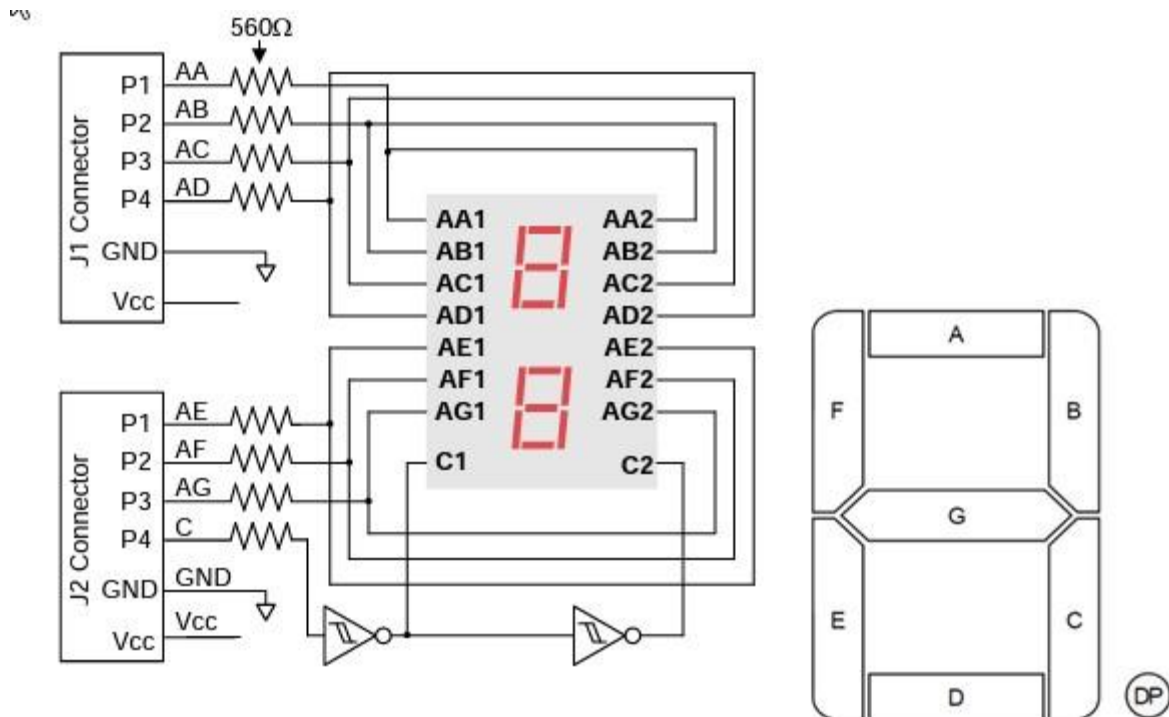 560Ω
J1 Connector
P1 AA
P2 AB
P3 AC
P4 AD
GND
Vcc
AA1 AA2
AB1 AB2
AC1 AC2
AD1 AD2
AE1 AE2
AF1 AF2
AG1 AG2
C1 C2
J2 Connector
P1 AE
P2 AF
P3 AG
P4 C
GND GND
Vcc Vcc
A
F B
G
E C
D DP